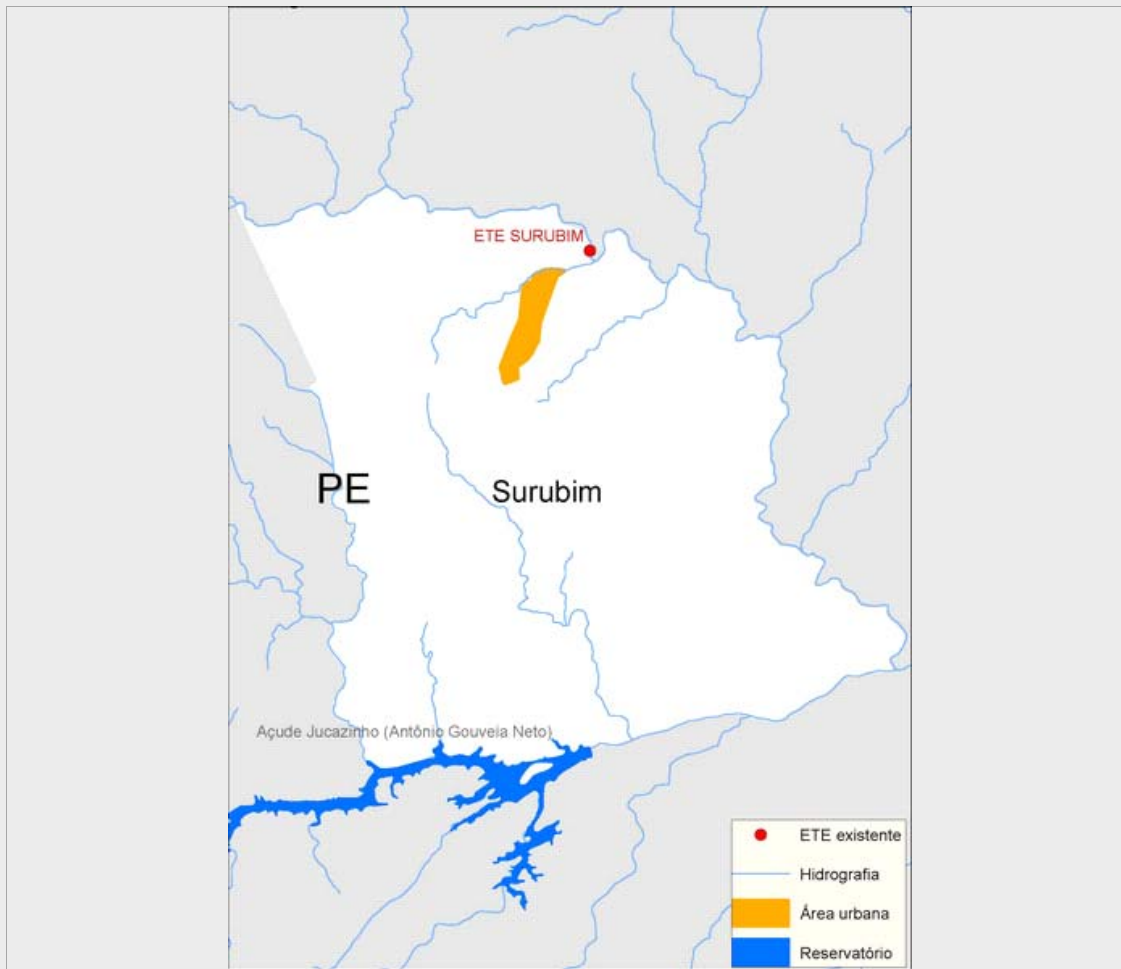 ETE SURUBIM
PE
Surubim
Açude Jucazinho (Antônio Gouveia Neto)
ETE existente
Hidrografia
Área urbana
Reservatório